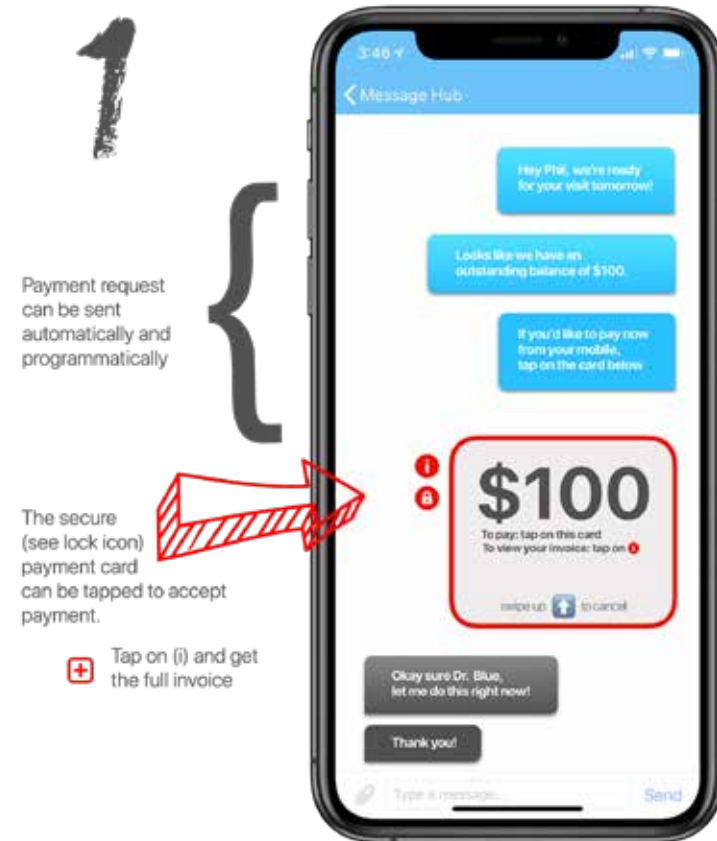 1
Payment request
can be sent
automatically and
programmatically
The secure
(see lock icon)
payment card
can be tapped to accept
payment.
Tap on (i) and get
the full invoice
3:46
Message Hub
Hey Phil, we're ready
for your visit tomorrow!
Looks like we have an
outstanding balance of $100.
If you'd like to pay now
from your mobile,
tap on the card below
$100
To pay: tap on this card
To view your invoice: tap on i
swipe up to cancel
Okay sure Dr. Blue,
let me do this right now!
Thank you!
Type a message...
Send